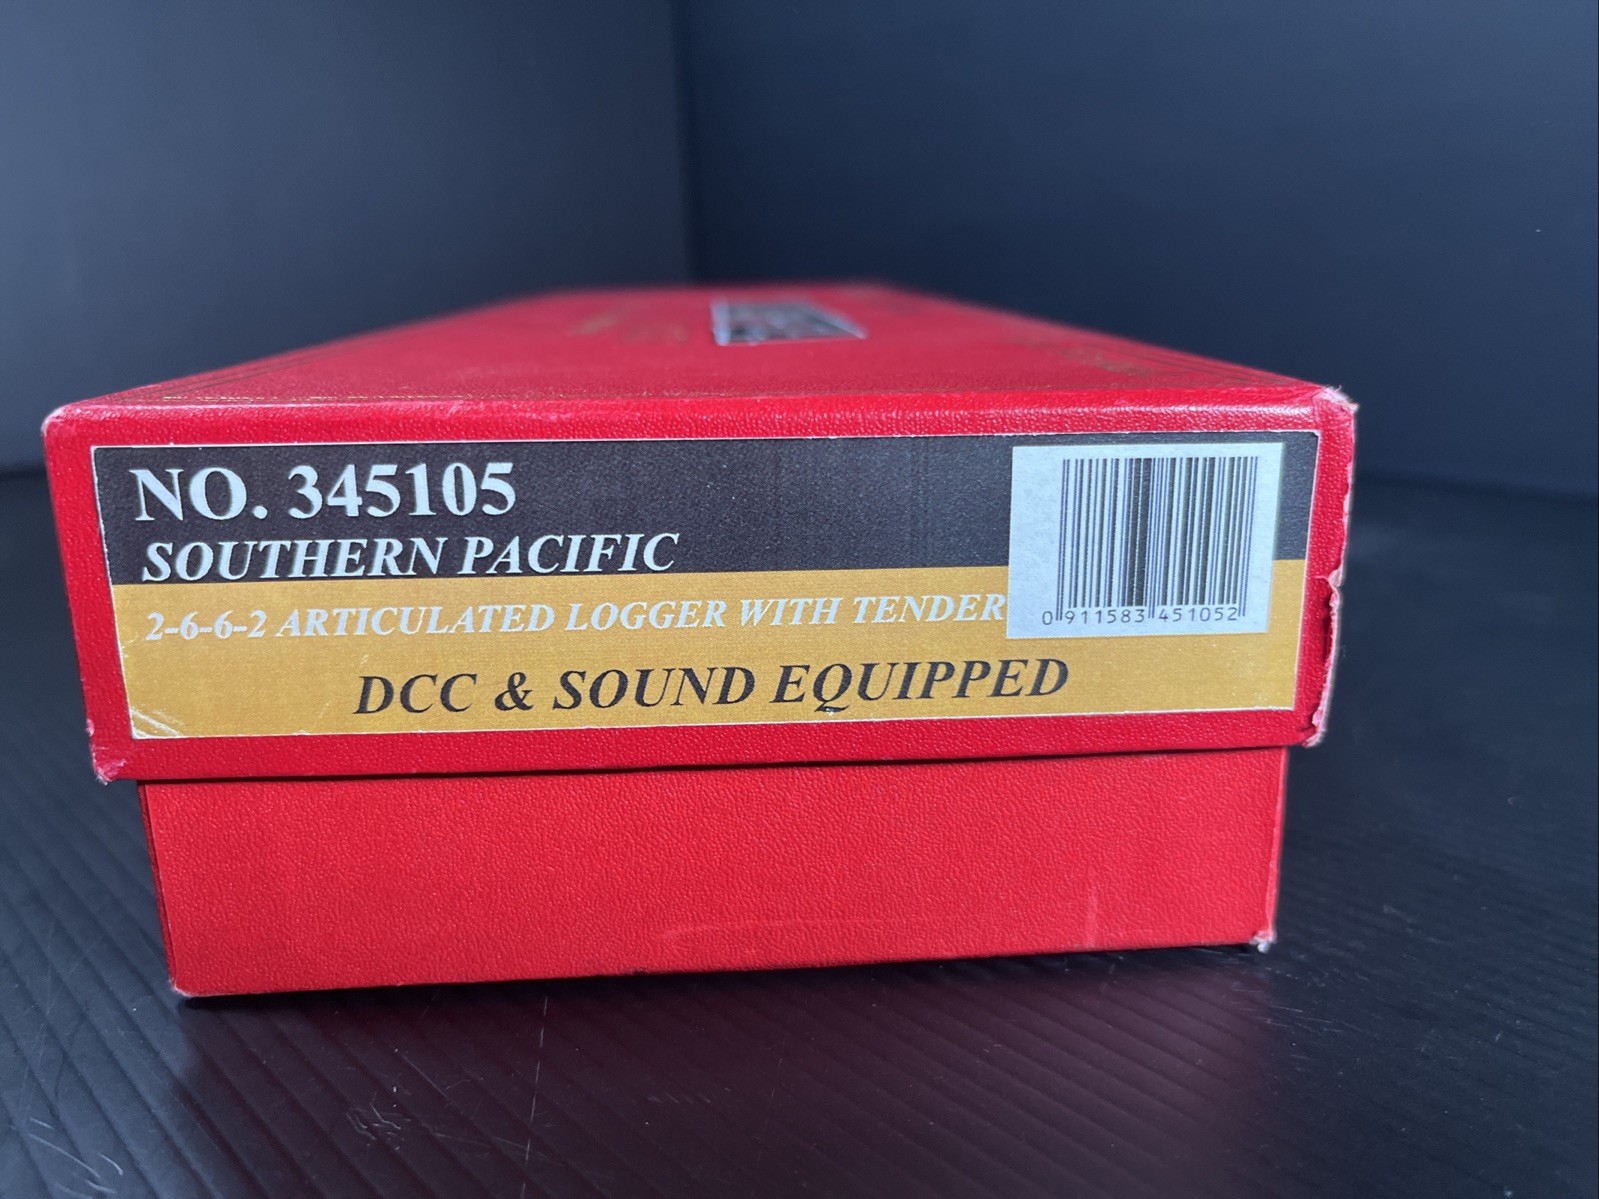 NO. 345105
SOUTHERN PACIFIC
2-6-6-2 ARTICULATED LOGGER WITH TENDER
DCC & SOUND EQUIPPED
0 911583 451052